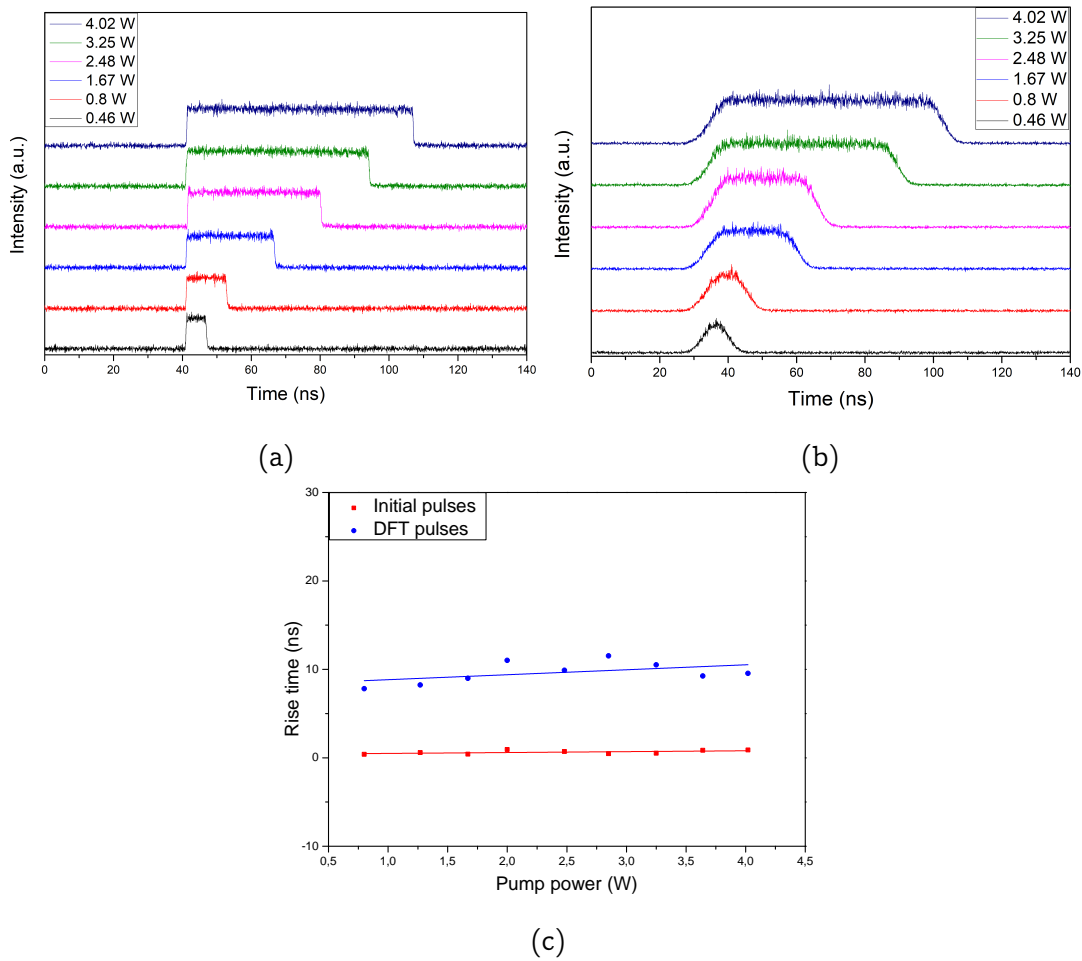 4.02 W
3.25 W
2.48 W
1.67 W
0.8 W
0.46 W
Intensity (a.u.)
0 20 40 60 80 100 120 140
Time (ns)
(a)
4.02 W
3.25 W
2.48 W
1.67 W
0.8 W
0.46 W
Intensity (a.u.)
0 20 40 60 80 100 120 140
Time (ns)
(b)
Initial pulses
DFT pulses
Rise time (ns)
30
20
10
0
-10
0,5 1,0 1,5 2,0 2,5 3,0 3,5 4,0 4,5
Pump power (W)
(c)